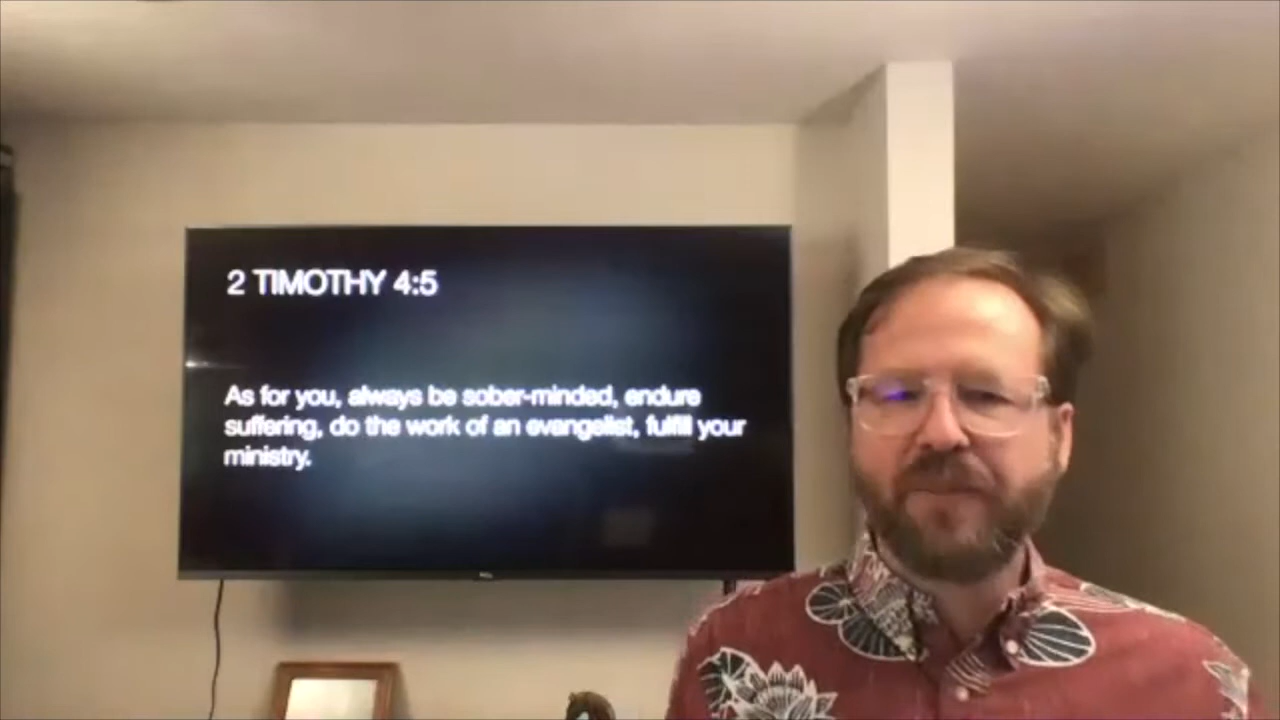 2 TIMOTHY 4:5
As for you, always be sober-minded, endure
suffering, do the work of an evangelist, fulfill your
ministry.
TCL